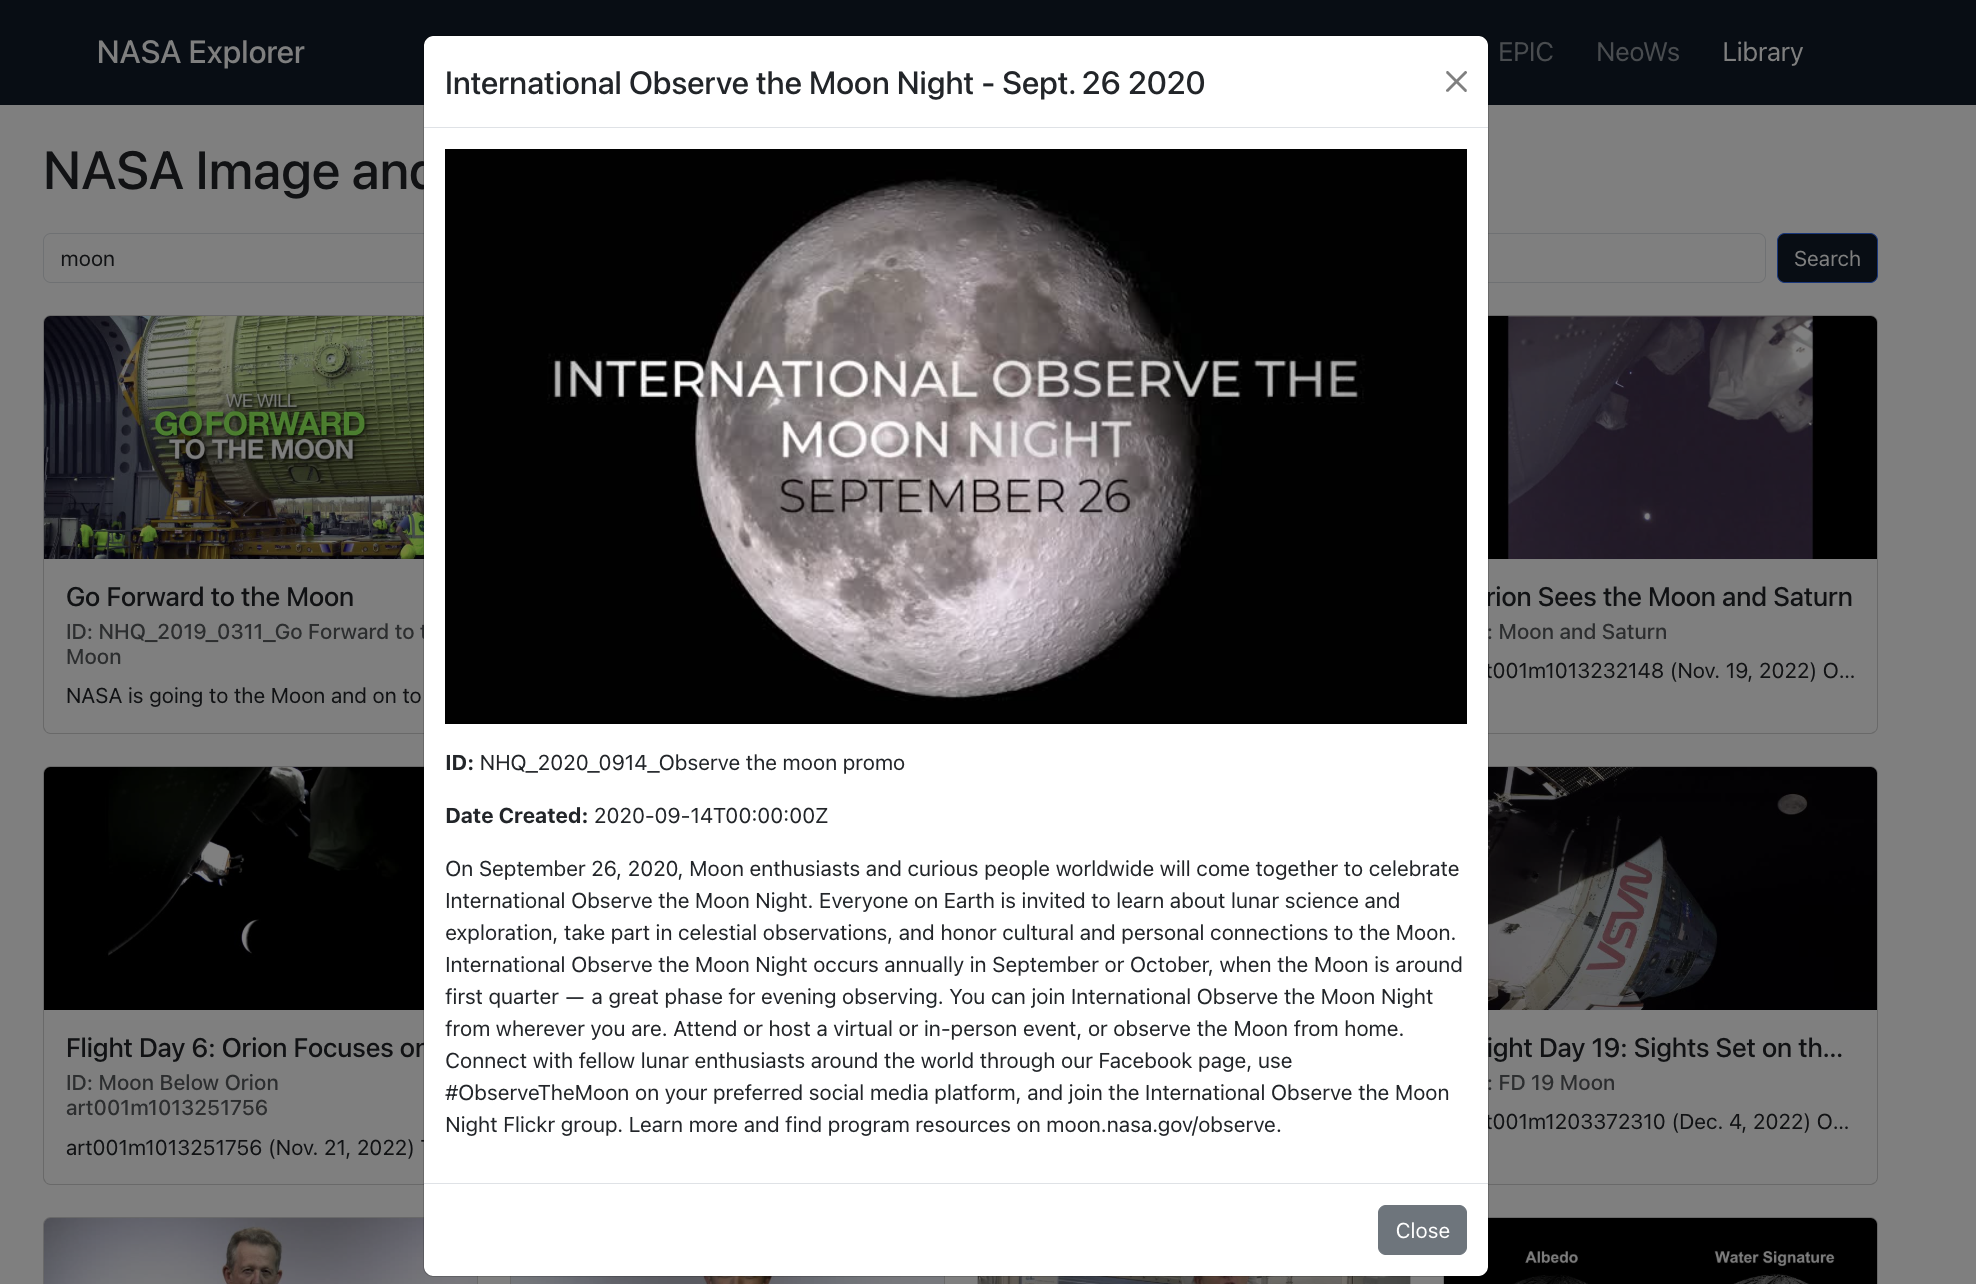 NASA Explorer
EPIC
NeoWs
Library
NASA Image and
moon
Search
WE WILL
GO FORWARD
TO THE MOON
Go Forward to the Moon
ID: NHQ_2019_0311_Go Forward to
Moon
NASA is going to the Moon and on to
Flight Day 6: Orion Focuses on
ID: Moon Below Orion
art001m1013251756
art001m1013251756 (Nov. 21, 2022)
International Observe the Moon Night - Sept. 26 2020
INTERNATIONAL OBSERVE THE
MOON NIGHT
SEPTEMBER 26
ID: NHQ_2020_0914_Observe the moon promo
Date Created: 2020-09-14T00:00:00Z
On September 26, 2020, Moon enthusiasts and curious people worldwide will come together to celebrate
International Observe the Moon Night. Everyone on Earth is invited to learn about lunar science and
exploration, take part in celestial observations, and honor cultural and personal connections to the Moon.
International Observe the Moon Night occurs annually in September or October, when the Moon is around
first quarter — a great phase for evening observing. You can join International Observe the Moon Night
from wherever you are. Attend or host a virtual or in-person event, or observe the Moon from home.
Connect with fellow lunar enthusiasts around the world through our Facebook page, use
#ObserveTheMoon on your preferred social media platform, and join the International Observe the Moon
Night Flickr group. Learn more and find program resources on moon.nasa.gov/observe.
Close
rion Sees the Moon and Saturn
: Moon and Saturn
t001m1013232148 (Nov. 19, 2022) O...
NASA
ight Day 19: Sights Set on th...
: FD 19 Moon
t001m1203372310 (Dec. 4, 2022) O...
Albedo
Water Signature